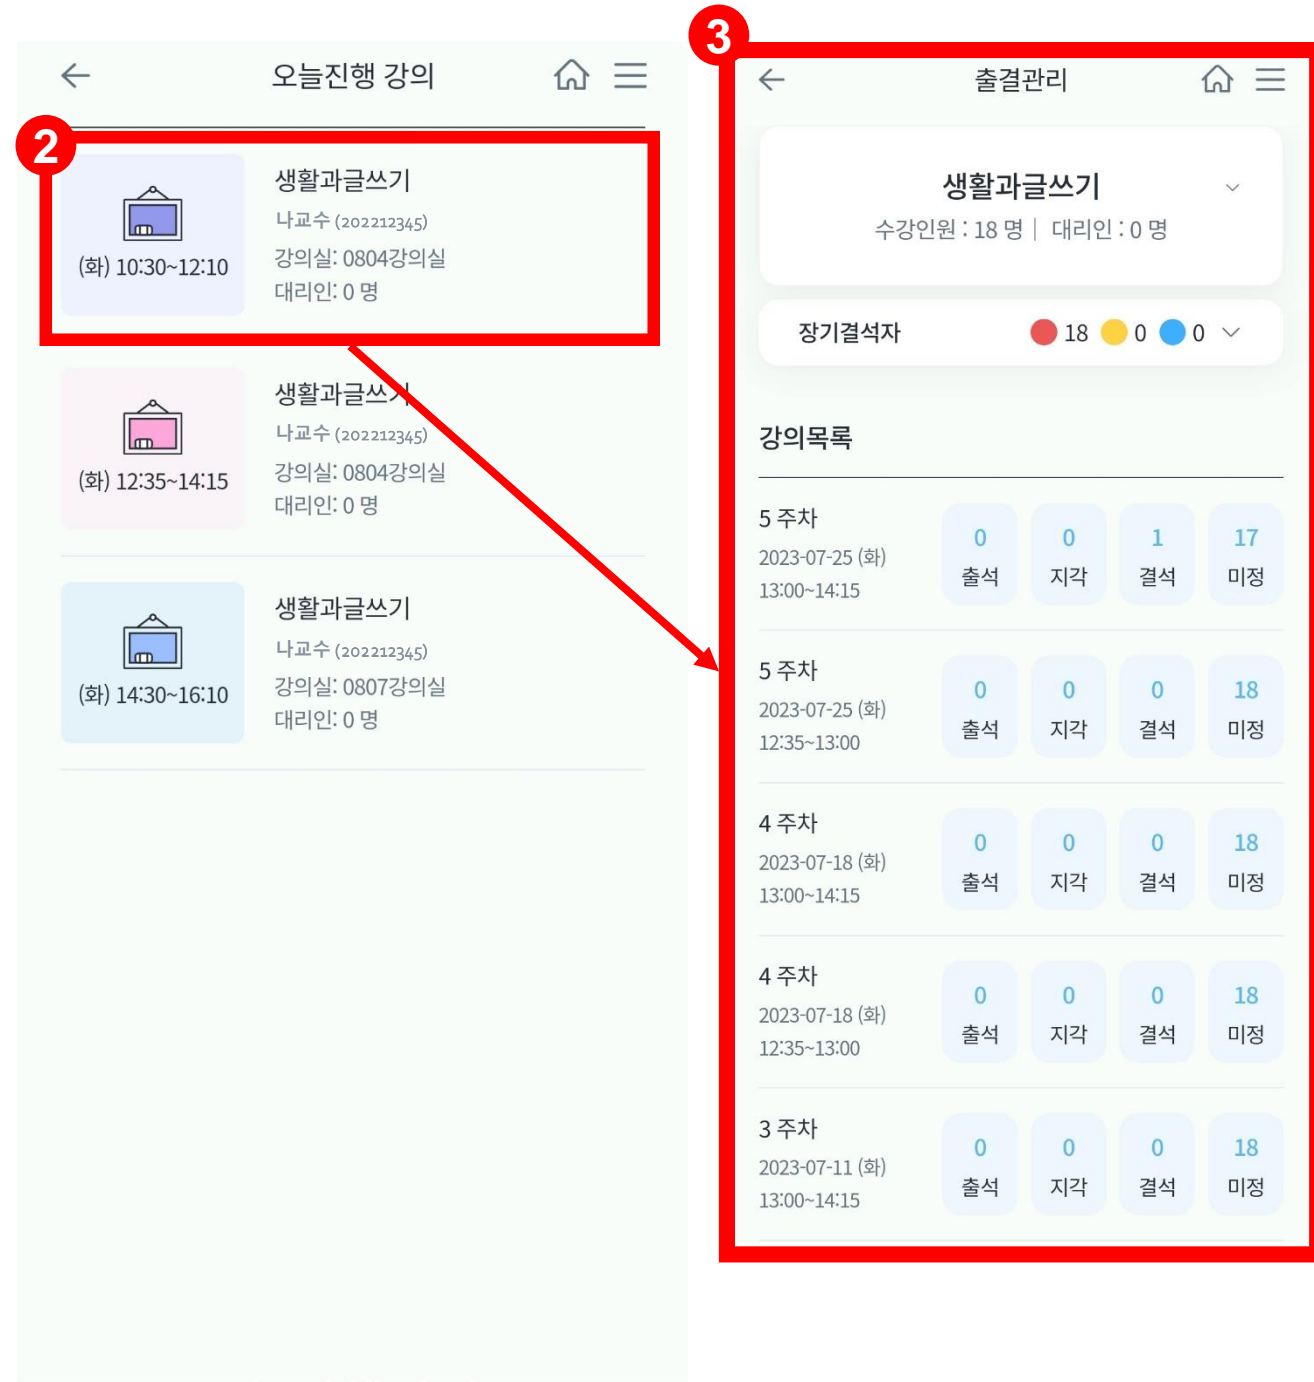 오늘진행 강의
2
(화) 10:30~12:10
생활과글쓰기
나교수 (202212345)
강의실: 0804강의실
대리인: 0 명
(화) 12:35~14:15
생활과글쓰기
나교수 (202212345)
강의실: 0804강의실
대리인: 0 명
(화) 14:30~16:10
생활과글쓰기
나교수 (202212345)
강의실: 0807강의실
대리인: 0 명
3
출결관리
생활과글쓰기
수강인원 : 18 명 | 대리인 : 0 명
장기결석자 18 0 0
강의목록
5 주차
2023-07-25 (화)
13:00~14:15
0 0 1 17
출석 지각 결석 미정
5 주차
2023-07-25 (화)
12:35~13:00
0 0 0 18
출석 지각 결석 미정
4 주차
2023-07-18 (화)
13:00~14:15
0 0 0 18
출석 지각 결석 미정
4 주차
2023-07-18 (화)
12:35~13:00
0 0 0 18
출석 지각 결석 미정
3 주차
2023-07-11 (화)
13:00~14:15
0 0 0 18
출석 지각 결석 미정